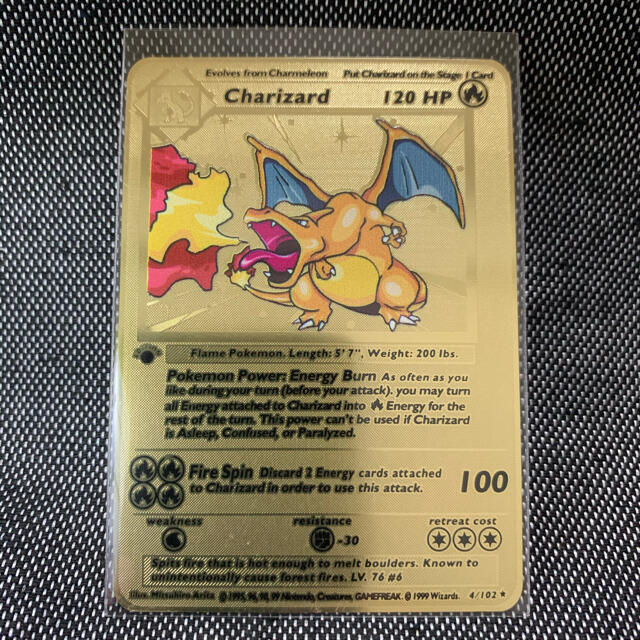 Evolves from Charmeleon Put Charizard on the Stage 1 Card
Charizard 120 HP
Flame Pokemon. Length: 5' 7", Weight: 200 lbs.
Pokemon Power: Energy Burn As often as you
like during your turn (before your attack). you may turn
all Energy attached to Charizard into Energy for the
rest of the turn. This power can't be used if Charizard
is Asleep, Confused, or Paralyzed.
Fire Spin Discard 2 Energy cards attached
to Charizard in order to use this attack. 100
weakness resistance retreat cost
-30
Spits fire that is hot enough to melt boulders. Known to
unintentionally cause forest fires. LV. 76 #6
Illus. Mitsuhiro Arita ©1995, 96, 98, 99 Nintendo, Creatures, GAMEFREAK. © 1999 Wizards. 4/102 ★